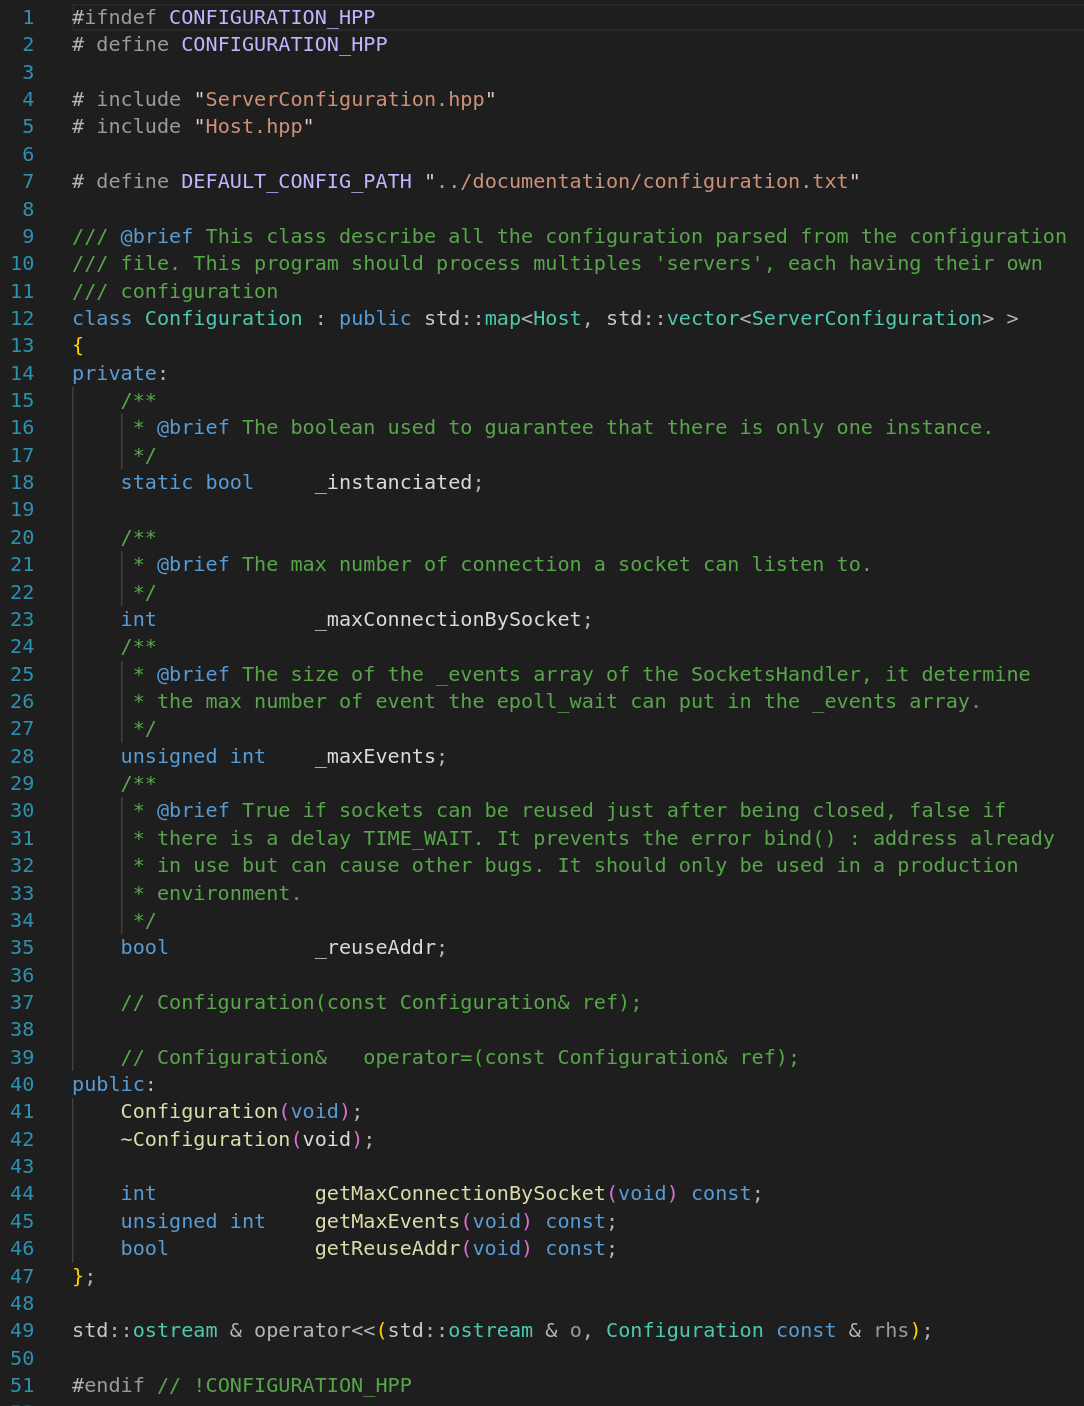 1 #ifndef CONFIGURATION_HPP
2 # define CONFIGURATION_HPP
3
4 # include "ServerConfiguration.hpp"
5 # include "Host.hpp"
6
7 # define DEFAULT_CONFIG_PATH "../documentation/configuration.txt"
8
9 /// @brief This class describe all the configuration parsed from the configuration
10 /// file. This program should process multiples 'servers', each having their own
11 /// configuration
12 class Configuration : public std::map<Host, std::vector<ServerConfiguration> >
13 {
14 private:
15     /**
16      * @brief The boolean used to guarantee that there is only one instance.
17      */
18     static bool     _instanciated;
19
20     /**
21      * @brief The max number of connection a socket can listen to.
22      */
23     int             _maxConnectionBySocket;
24     /**
25      * @brief The size of the _events array of the SocketsHandler, it determine
26      * the max number of event the epoll_wait can put in the _events array.
27      */
28     unsigned int    _maxEvents;
29     /**
30      * @brief True if sockets can be reused just after being closed, false if
31      * there is a delay TIME_WAIT. It prevents the error bind() : address already
32      * in use but can cause other bugs. It should only be used in a production
33      * environment.
34      */
35     bool            _reuseAddr;
36
37     // Configuration(const Configuration& ref);
38
39     // Configuration&   operator=(const Configuration& ref);
40 public:
41     Configuration(void);
42     ~Configuration(void);
43
44     int             getMaxConnectionBySocket(void) const;
45     unsigned int    getMaxEvents(void) const;
46     bool            getReuseAddr(void) const;
47 };
48
49 std::ostream & operator<<(std::ostream & o, Configuration const & rhs);
50
51 #endif // !CONFIGURATION_HPP